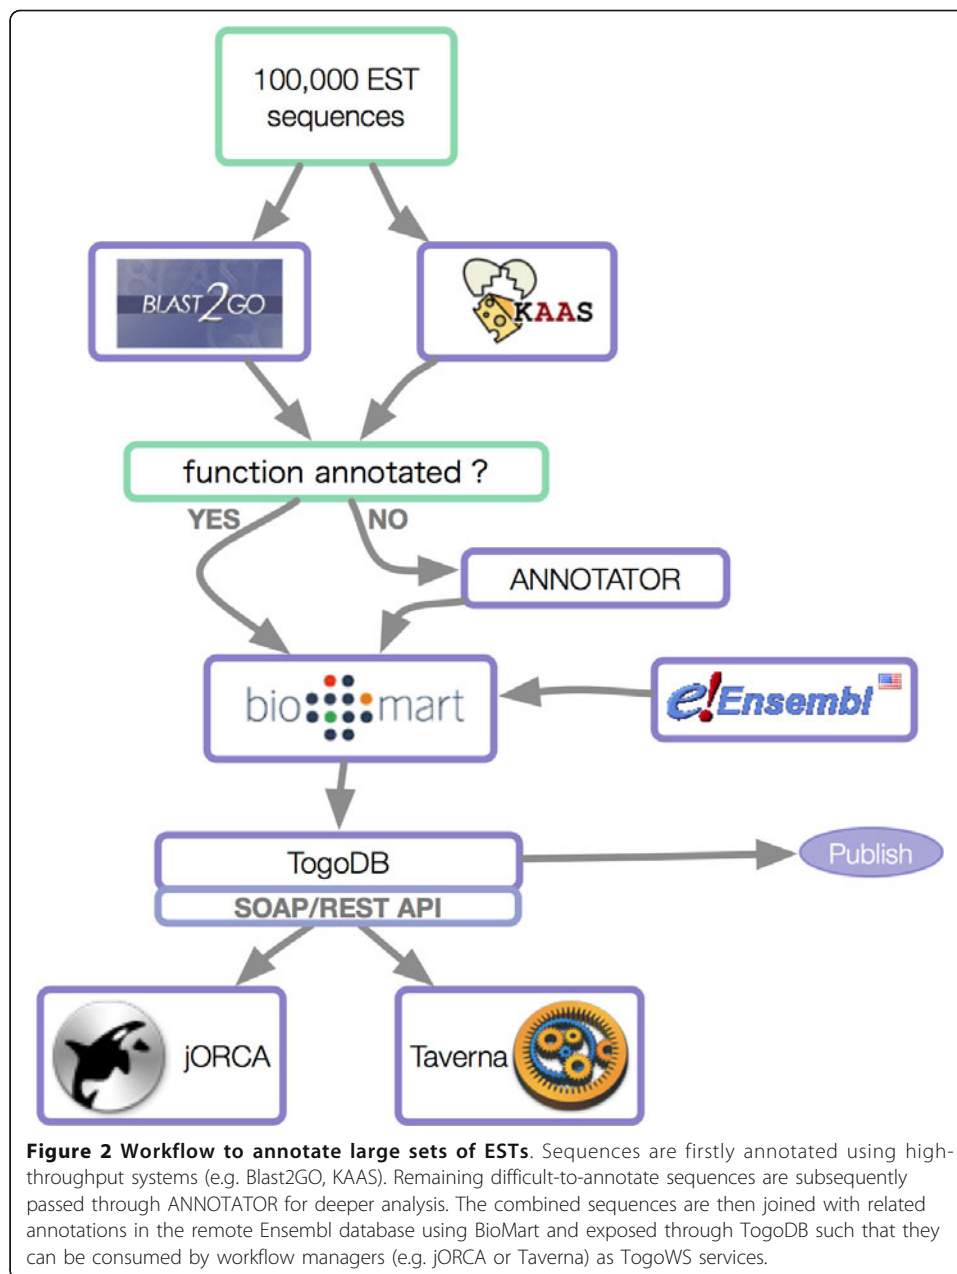 100,000 EST
sequences
BLAST2GO
KAAS
function annotated ?
YES
NO
ANNOTATOR
bio mart
e!Ensembl
TogoDB
Publish
SOAP/REST API
jORCA
Taverna
Figure 2 Workflow to annotate large sets of ESTs. Sequences are firstly annotated using high-
throughput systems (e.g. Blast2GO, KAAS). Remaining difficult-to-annotate sequences are subsequently
passed through ANNOTATOR for deeper analysis. The combined sequences are then joined with related
annotations in the remote Ensembl database using BioMart and exposed through TogoDB such that they
can be consumed by workflow managers (e.g. jORCA or Taverna) as TogoWS services.